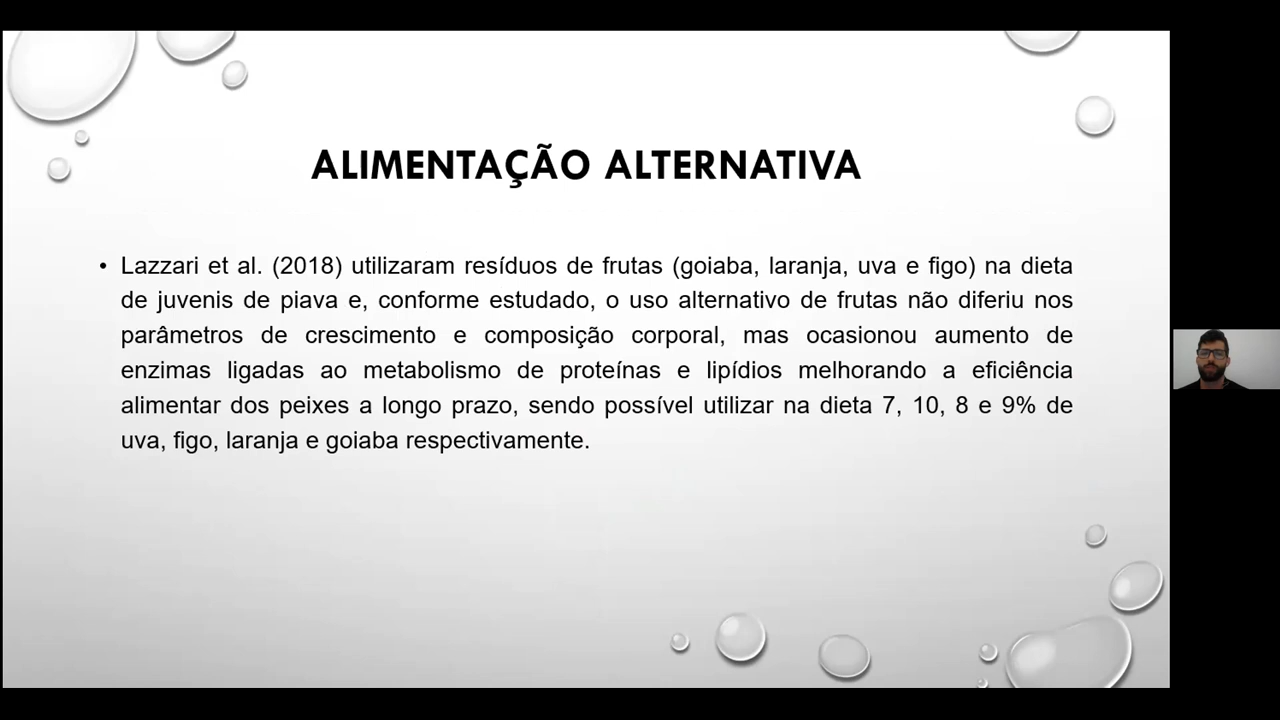 ALIMENTAÇÃO ALTERNATIVA
• Lazzari et al. (2018) utilizaram resíduos de frutas (goiaba, laranja, uva e figo) na dieta
de juvenis de piava e, conforme estudado, o uso alternativo de frutas não diferiu nos
parâmetros de crescimento e composição corporal, mas ocasionou aumento de
enzimas ligadas ao metabolismo de proteínas e lipídios melhorando a eficiência
alimentar dos peixes a longo prazo, sendo possível utilizar na dieta 7, 10, 8 e 9% de
uva, figo, laranja e goiaba respectivamente.